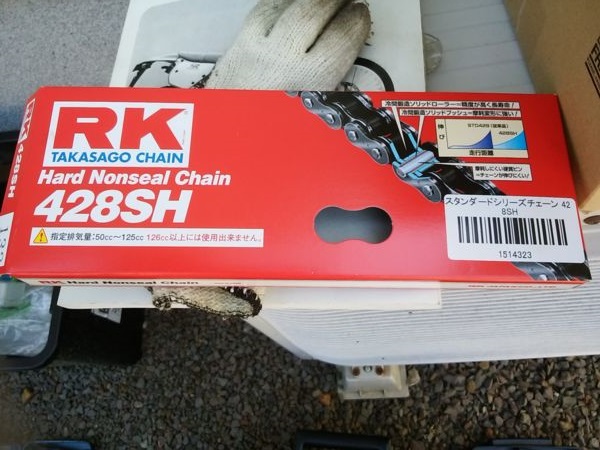 RK
TAKASAGO CHAIN
Hard Nonseal Chain
428SH
指定排気量:50cc〜125cc 126cc以上には使用出来ません。
冷間鍛造ソリッドローラー=精度が高く長寿命!
冷間鍛造ソリッドブッシュ=摩耗変形に強い!
伸び
STD428(従来品)
428SH
走行距離
摩耗しにくい硬質ピン
=チェーンが伸びにくい!
スタンダードシリーズチェーン 42
8SH
1514323
RK Hard Nonseal Chain
428SH